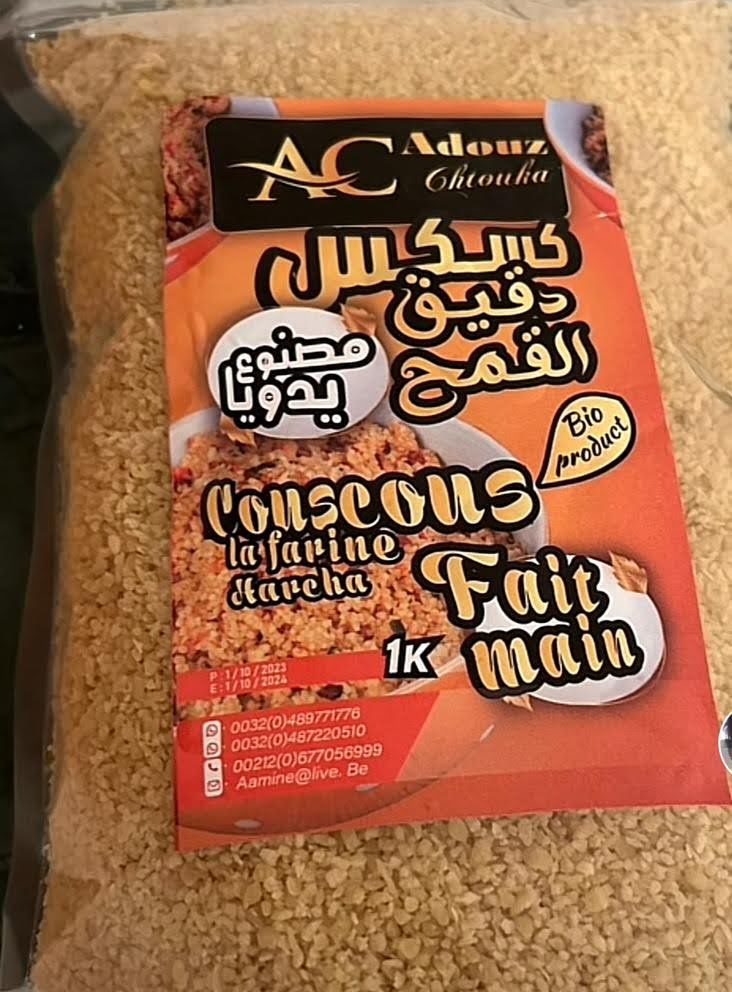 AC Adouz
Chtouka
كسكس
دقيق
القمح
مصنوع
يدويا
Bio
product
Couscous
la farine
Harcha
Fait
main
1K
P : 1 / 10 / 2023
E : 1 / 10 / 2024
0032(0)489771776
0032(0)487220510
00212(0)677056999
Aamine@live. Be